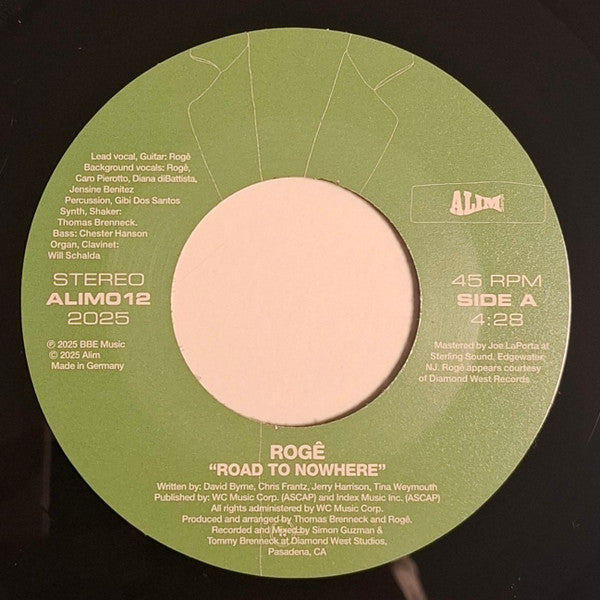 Lead vocal, Guitar: Rogê
Background vocals: Rogê,
Caro Pierotto, Diana diBattista,
Jensine Benitez
Percussion, Gibi Dos Santos
Synth, Shaker:
Thomas Brenneck.
Bass: Chester Hanson
Organ, Clavinet:
Will Schalda
STEREO
ALIM012
2025
℗ 2025 BBE Music
© 2025 Alim
Made in Germany
ALIM
45 RPM
SIDE A
4:28
Mastered by Joe LaPorta at
Sterling Sound, Edgewater,
NJ. Rogê appears courtesy
of Diamond West Records
ROGÊ
“ROAD TO NOWHERE”
Written by: David Byrne, Chris Frantz, Jerry Harrison, Tina Weymouth
Published by: WC Music Corp. (ASCAP) and Index Music Inc. (ASCAP)
All rights administered by WC Music Corp.
Produced and arranged by Thomas Brenneck and Rogê.
Recorded and Mixed by Simon Guzman &
Tommy Brenneck at Diamond West Studios,
Pasadena, CA